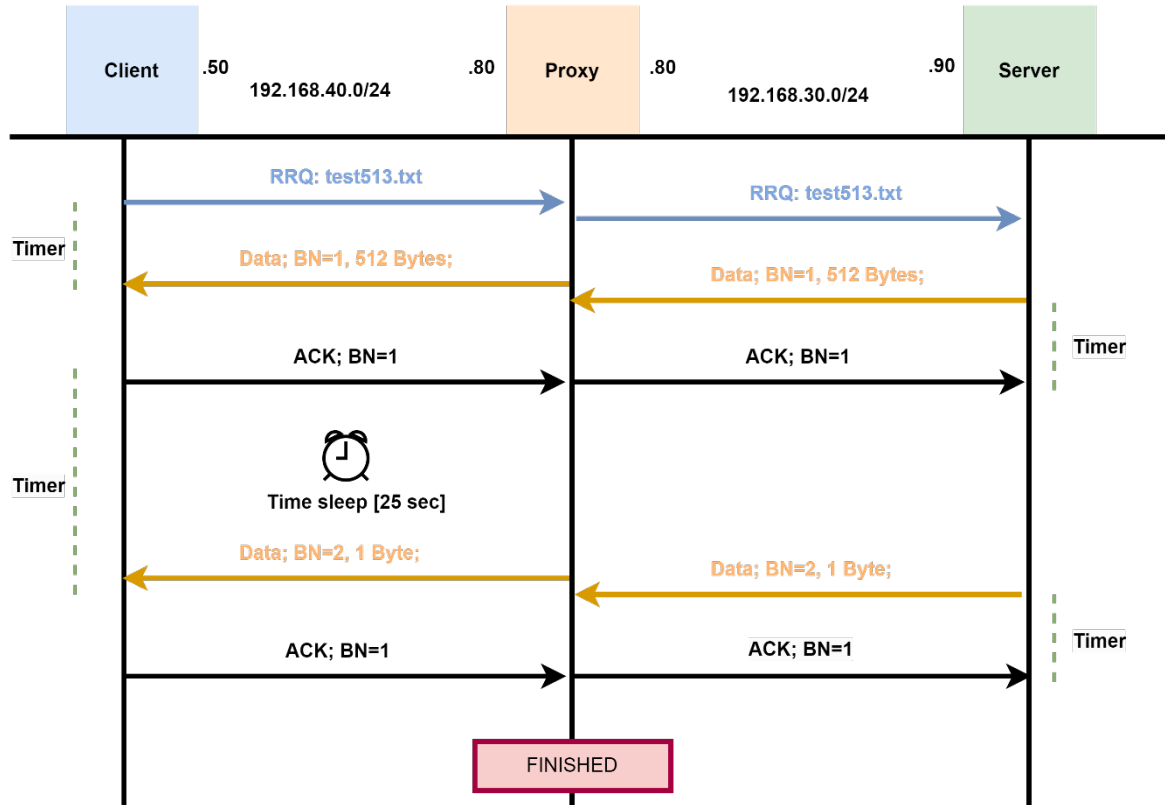 Client
.50
192.168.40.0/24
.80
Proxy
.80
192.168.30.0/24
.90
Server
RRQ: test513.txt
RRQ: test513.txt
Timer
Data; BN=1, 512 Bytes;
Data; BN=1, 512 Bytes;
ACK; BN=1
ACK; BN=1
Timer
Timer
Time sleep [25 sec]
Data; BN=2, 1 Byte;
Data; BN=2, 1 Byte;
ACK; BN=1
ACK; BN=1
Timer
FINISHED